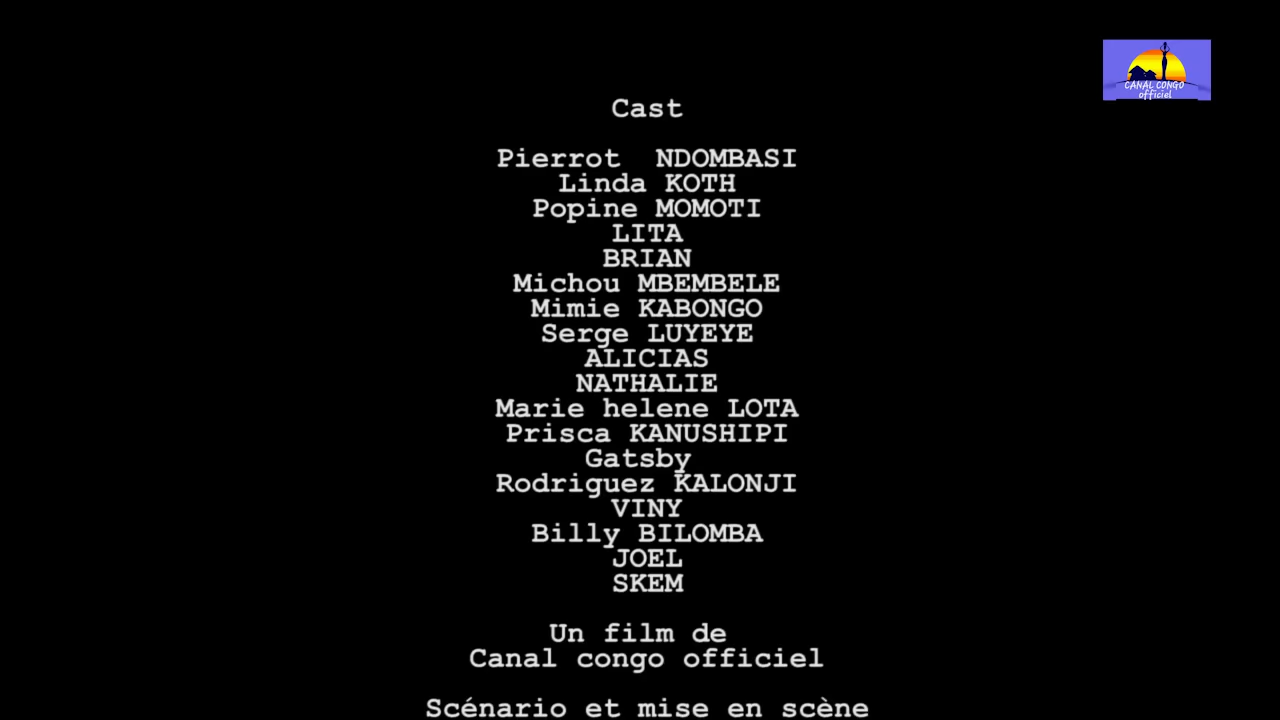 CANAL CONGO
officiel
Cast
Pierrot  NDOMBASI
Linda KOTH
Popine MOMOTI
LITA
BRIAN
Michou MBEMBELE
Mimie KABONGO
Serge LUYEYE
ALICIAS
NATHALIE
Marie helene LOTA
Prisca KANUSHIPI
Gatsby
Rodriguez KALONJI
VINY
Billy BILOMBA
JOEL
SKEM
Un film de
Canal congo officiel
Scénario et mise en scène